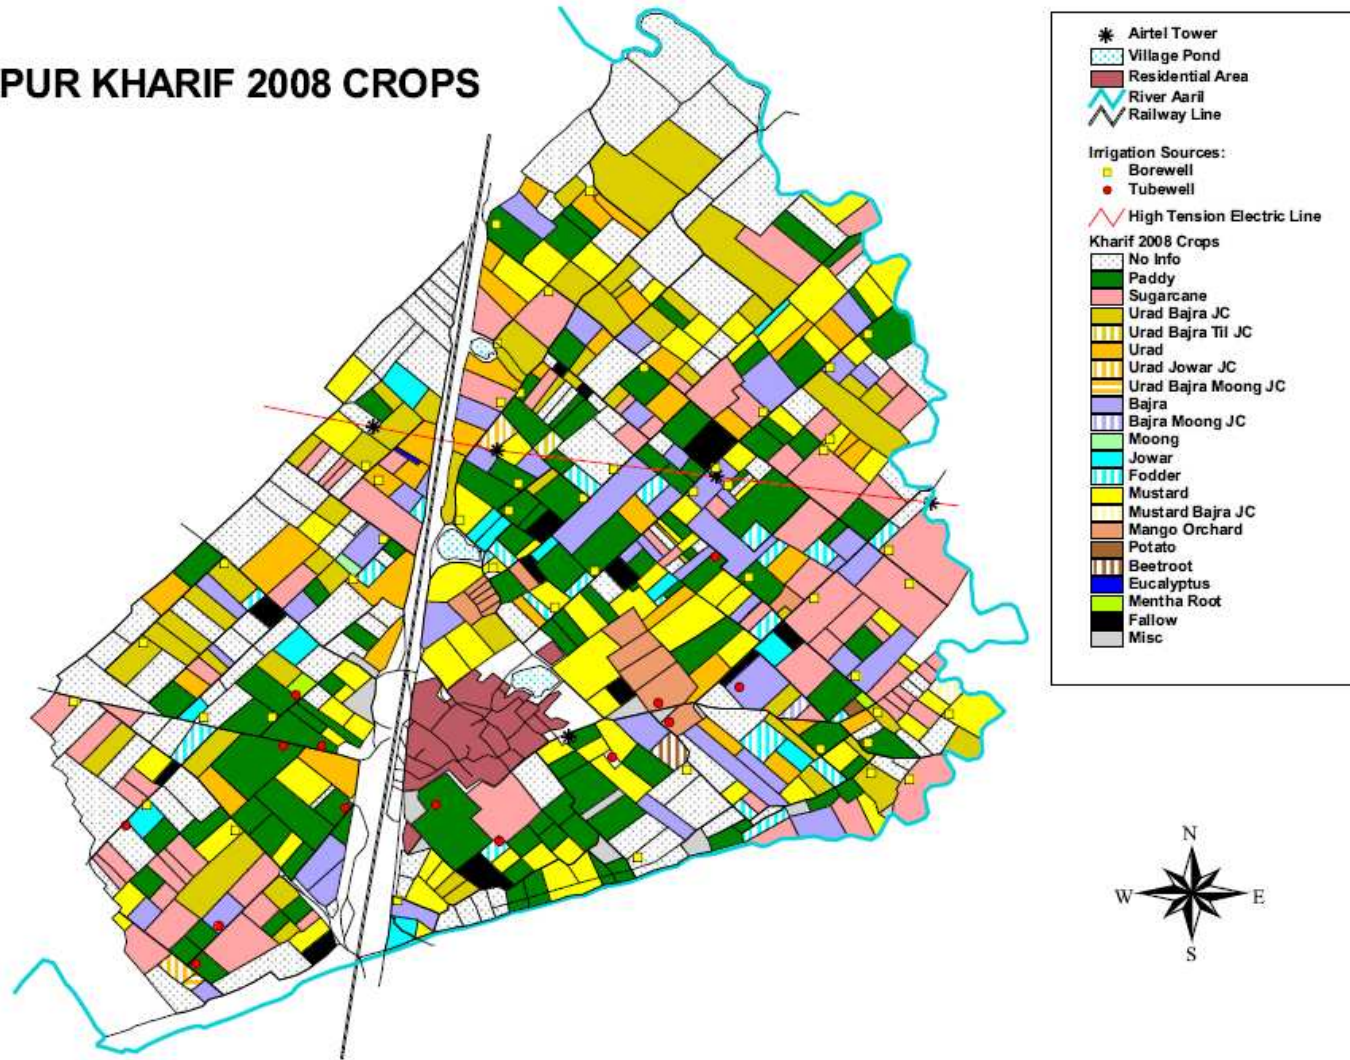 PUR KHARIF 2008 CROPS
Airtel Tower
Village Pond
Residential Area
River Aaril
Railway Line
Irrigation Sources:
Borewell
Tubewell
High Tension Electric Line
Kharif 2008 Crops
No Info
Paddy
Sugarcane
Urad Bajra JC
Urad Bajra Til JC
Urad
Urad Jowar JC
Urad Bajra Moong JC
Bajra
Bajra Moong JC
Moong
Jowar
Fodder
Mustard
Mustard Bajra JC
Mango Orchard
Potato
Beetroot
Eucalyptus
Mentha Root
Fallow
Misc
N
W E
S